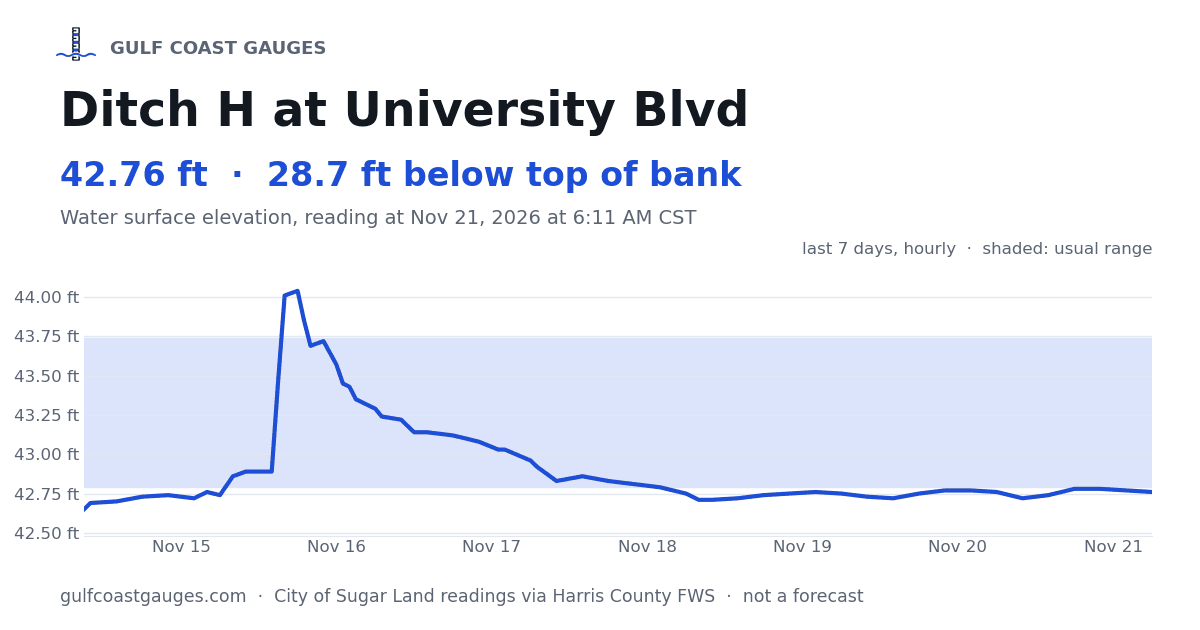 GULF COAST GAUGES
Ditch H at University Blvd
42.76 ft · 28.7 ft below top of bank
Water surface elevation, reading at Nov 21, 2026 at 6:11 AM CST
last 7 days, hourly · shaded: usual range
44.00 ft
43.75 ft
43.50 ft
43.25 ft
43.00 ft
42.75 ft
42.50 ft
Nov 15 Nov 16 Nov 17 Nov 18 Nov 19 Nov 20 Nov 21
gulfcoastgauges.com · City of Sugar Land readings via Harris County FWS · not a forecast